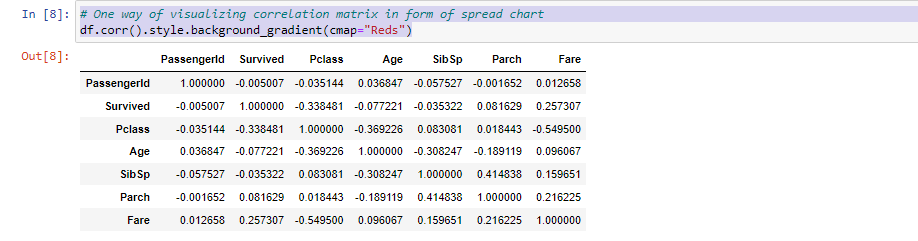 In [8]: # One way of visualizing correlation matrix in form of spread chart
df.corr().style.background_gradient(cmap="Reds")
Out[8]:
PassengerId Survived Pclass Age SibSp Parch Fare
PassengerId 1.000000 -0.005007 -0.035144 0.036847 -0.057527 -0.001652 0.012658
Survived -0.005007 1.000000 -0.338481 -0.077221 -0.035322 0.081629 0.257307
Pclass -0.035144 -0.338481 1.000000 -0.369226 0.083081 0.018443 -0.549500
Age 0.036847 -0.077221 -0.369226 1.000000 -0.308247 -0.189119 0.096067
SibSp -0.057527 -0.035322 0.083081 -0.308247 1.000000 0.414838 0.159651
Parch -0.001652 0.081629 0.018443 -0.189119 0.414838 1.000000 0.216225
Fare 0.012658 0.257307 -0.549500 0.096067 0.159651 0.216225 1.000000